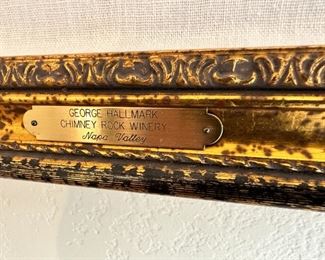 GEORGE HALLMARK
CHIMNEY ROCK WINERY
Napa Valley